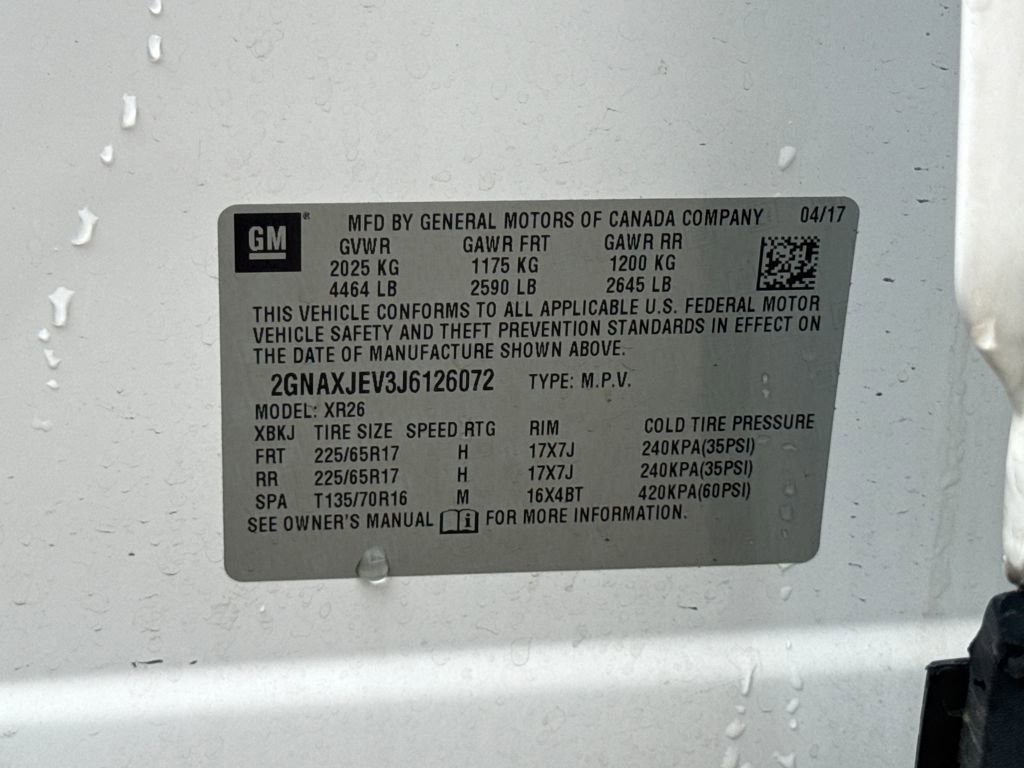 GM® MFD BY GENERAL MOTORS OF CANADA COMPANY 04/17
GVWR GAWR FRT GAWR RR
2025 KG 1175 KG 1200 KG
4464 LB 2590 LB 2645 LB
THIS VEHICLE CONFORMS TO ALL APPLICABLE U.S. FEDERAL MOTOR
VEHICLE SAFETY AND THEFT PREVENTION STANDARDS IN EFFECT ON
THE DATE OF MANUFACTURE SHOWN ABOVE.
2GNAXJEV3J6126072 TYPE: M.P.V.
MODEL: XR26
XBKJ TIRE SIZE SPEED RTG RIM COLD TIRE PRESSURE
FRT 225/65R17 H 17X7J 240KPA(35PSI)
RR 225/65R17 H 17X7J 240KPA(35PSI)
SPA T135/70R16 M 16X4BT 420KPA(60PSI)
SEE OWNER'S MANUAL i FOR MORE INFORMATION.